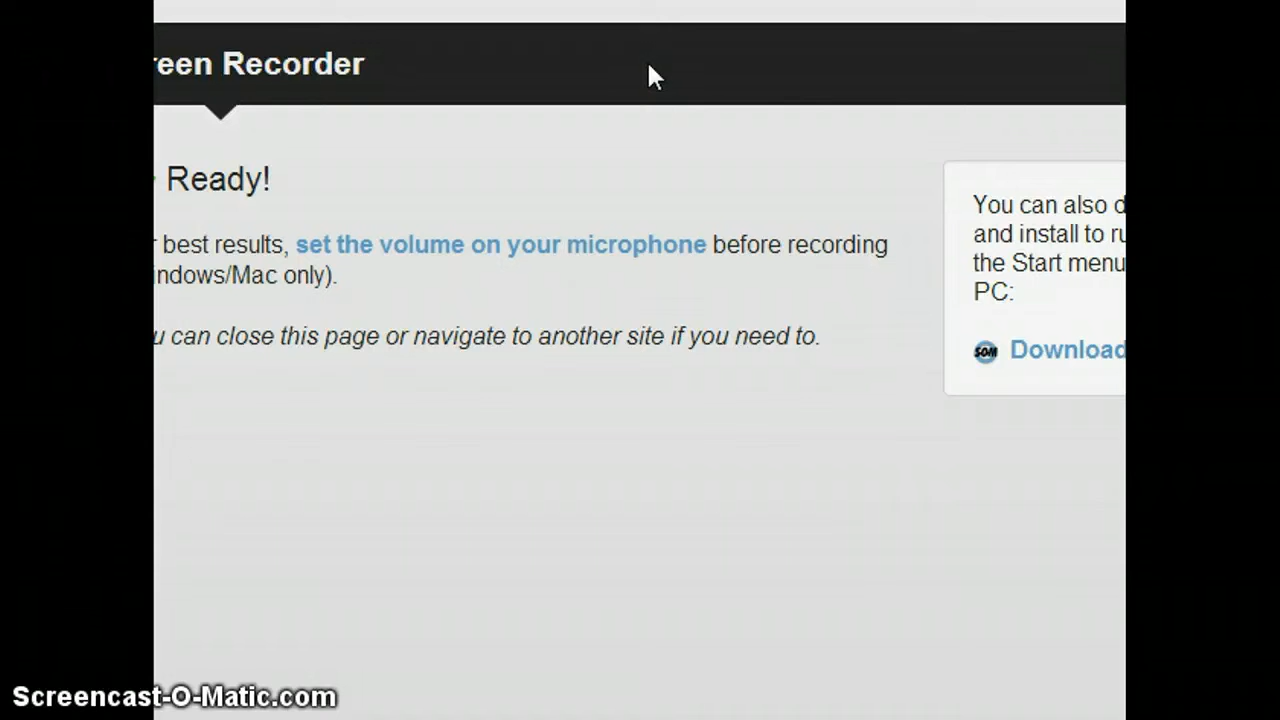 reen Recorder
Ready!
best results, set the volume on your microphone before recording
indows/Mac only).
u can close this page or navigate to another site if you need to.
You can also d
and install to ru
the Start menu
PC:
SOM Download
Screencast-O-Matic.com